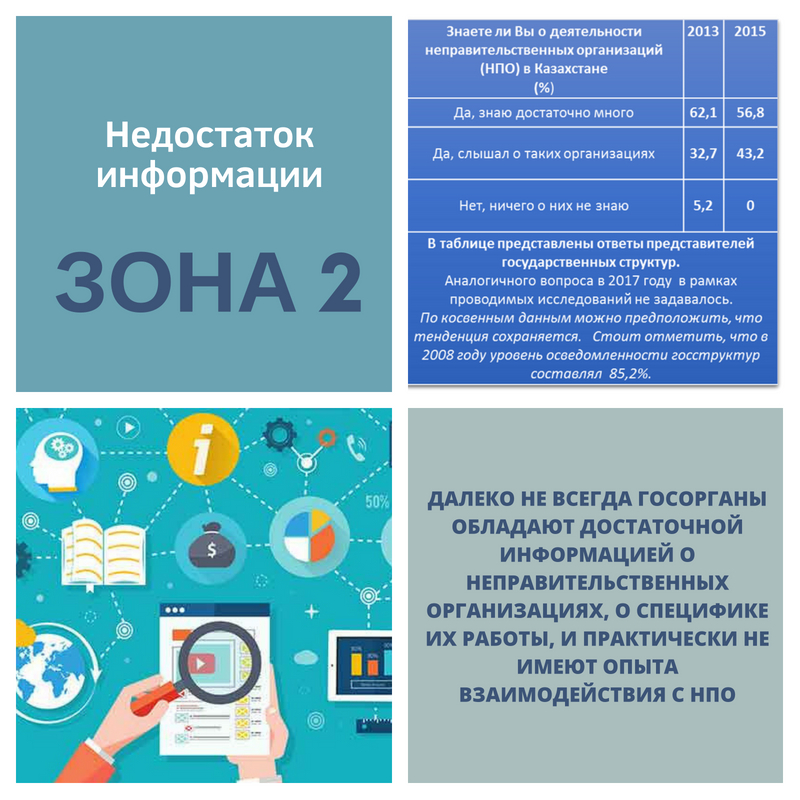 Недостаток
информации
ЗОНА 2
Знаете ли Вы о деятельности 2013 2015
неправительственных организаций
(НПО) в Казахстане
(%)
Да, знаю достаточно много 62,1 56,8
Да, слышал о таких организациях 32,7 43,2
Нет, ничего о них не знаю 5,2 0
В таблице представлены ответы представителей
государственных структур.
Аналогичного вопроса в 2017 году в рамках
проводимых исследований не задавалось.
По косвенным данным можно предположить, что
тенденция сохраняется. Стоит отметить, что в
2008 году уровень осведомленности госструктур
составлял 85,2%.
i
50%
$
ДАЛЕКО НЕ ВСЕГДА ГОСОРГАНЫ
ОБЛАДАЮТ ДОСТАТОЧНОЙ
ИНФОРМАЦИЕЙ О
НЕПРАВИТЕЛЬСТВЕННЫХ
ОРГАНИЗАЦИЯХ, О СПЕЦИФИКЕ
ИХ РАБОТЫ, И ПРАКТИЧЕСКИ НЕ
ИМЕЮТ ОПЫТА
ВЗАИМОДЕЙСТВИЯ С НПО